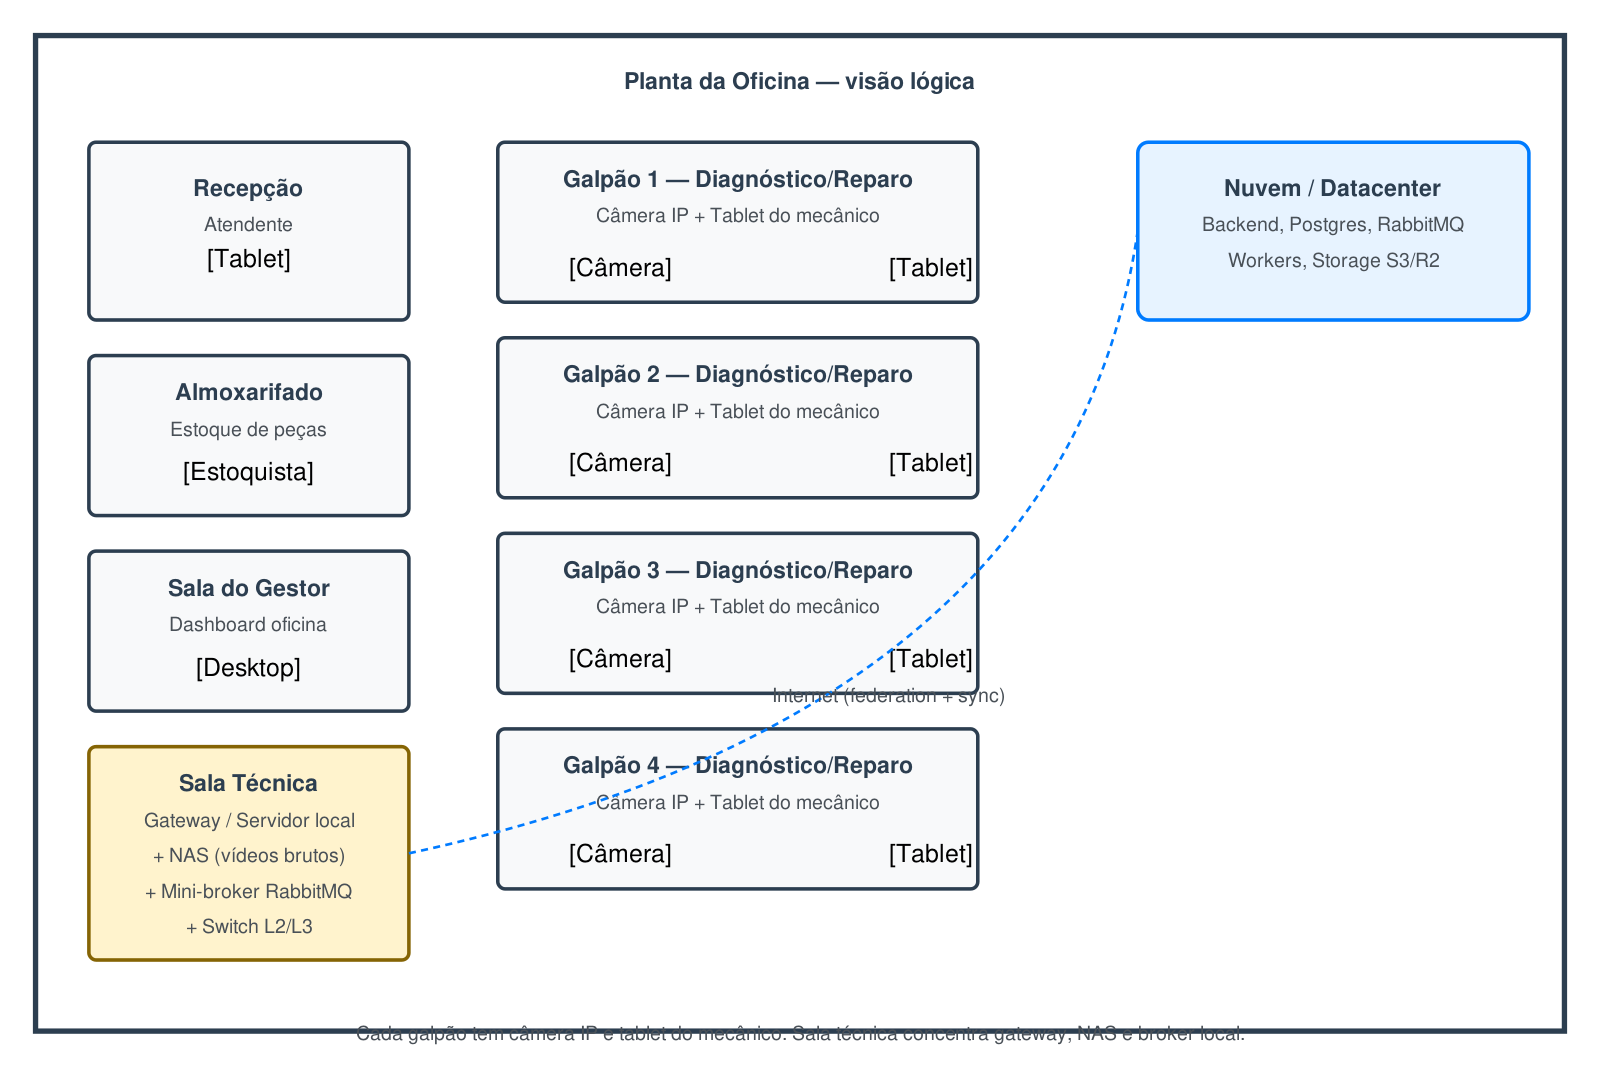 Planta da Oficina — visão lógica
Recepção
Atendente
[Tablet]
Almoxarifado
Estoque de peças
[Estoquista]
Sala do Gestor
Dashboard oficina
[Desktop]
Sala Técnica
Gateway / Servidor local
+ NAS (vídeos brutos)
+ Mini-broker RabbitMQ
+ Switch L2/L3
Galpão 1 — Diagnóstico/Reparo
Câmera IP + Tablet do mecânico
[Câmera] [Tablet]
Galpão 2 — Diagnóstico/Reparo
Câmera IP + Tablet do mecânico
[Câmera] [Tablet]
Galpão 3 — Diagnóstico/Reparo
Câmera IP + Tablet do mecânico
[Câmera] [Tablet]
Internet (federation + sync)
Galpão 4 — Diagnóstico/Reparo
Câmera IP + Tablet do mecânico
[Câmera] [Tablet]
Nuvem / Datacenter
Backend, Postgres, RabbitMQ
Workers, Storage S3/R2
Cada galpão tem câmera IP e tablet do mecânico. Sala técnica concentra gateway, NAS e broker local.